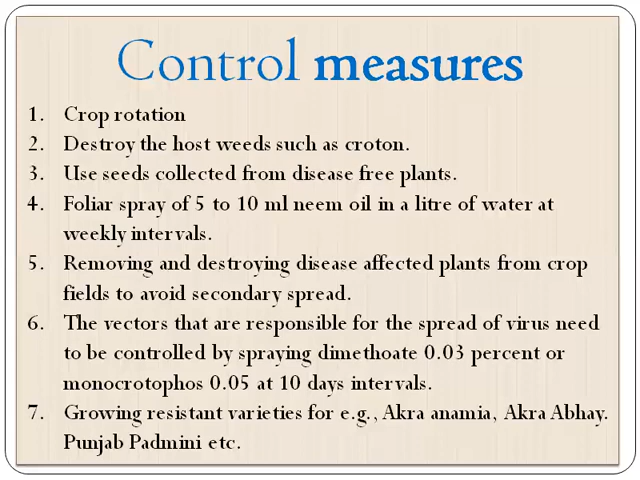 Control measures
1. Crop rotation
2. Destroy the host weeds such as croton.
3. Use seeds collected from disease free plants.
4. Foliar spray of 5 to 10 ml neem oil in a litre of water at
weekly intervals.
5. Removing and destroying disease affected plants from crop
fields to avoid secondary spread.
6. The vectors that are responsible for the spread of virus need
to be controlled by spraying dimethoate 0.03 percent or
monocrotophos 0.05 at 10 days intervals.
7. Growing resistant varieties for e.g., Akra anamia, Akra Abhay.
Punjab Padmini etc.